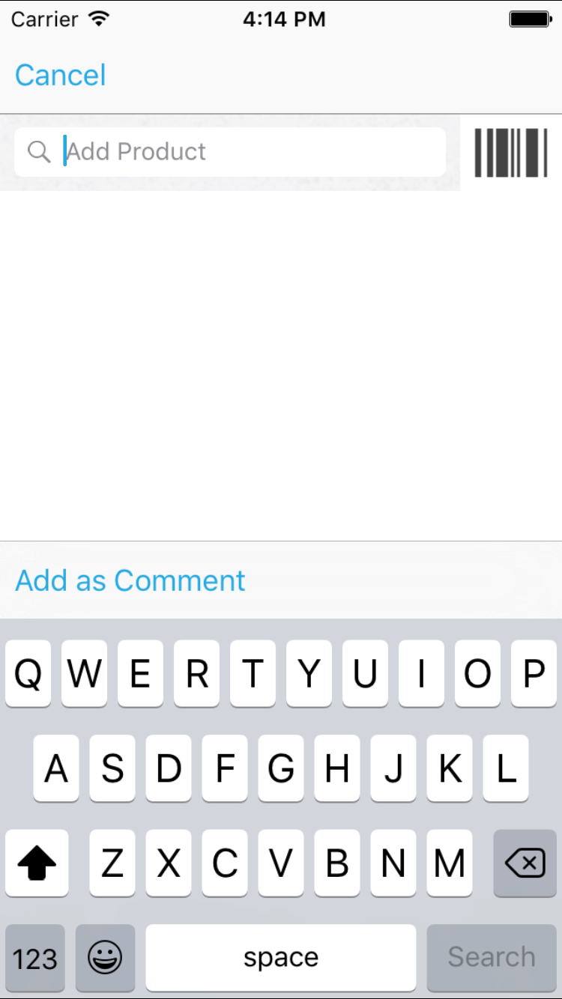 Carrier 4:14 PM
Cancel
Add Product
Add as Comment
Q W E R T Y U I O P
A S D F G H J K L
Z X C V B N M
123 space Search